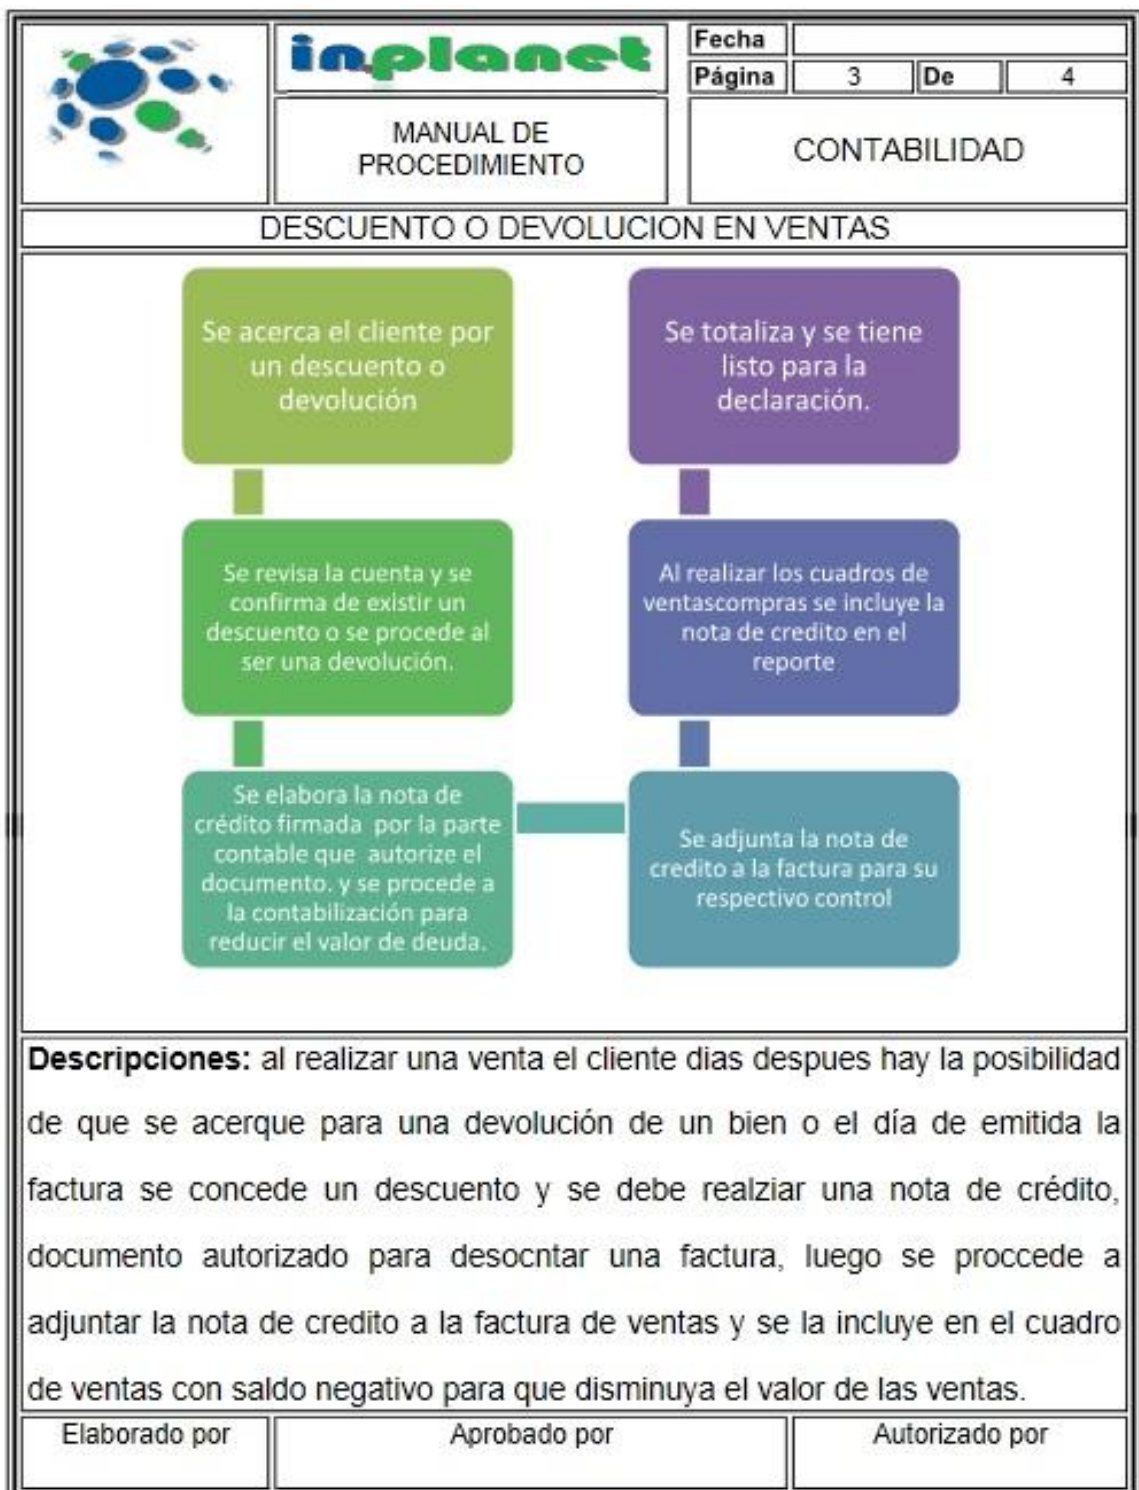 inplanet
Fecha
Página 3 De 4
MANUAL DE
PROCEDIMIENTO
CONTABILIDAD
DESCUENTO O DEVOLUCION EN VENTAS
Se acerca el cliente por
un descuento o
devolución
Se revisa la cuenta y se
confirma de existir un
descuento o se procede al
ser una devolución.
Se elabora la nota de
crédito firmada por la parte
contable que autorize el
documento. y se procede a
la contabilización para
reducir el valor de deuda.
Se adjunta la nota de
credito a la factura para su
respectivo control
Al realizar los cuadros de
ventascompras se incluye la
nota de credito en el
reporte
Se totaliza y se tiene
listo para la
declaración.
Descripciones: al realizar una venta el cliente dias despues hay la posibilidad
de que se acerque para una devolución de un bien o el día de emitida la
factura se concede un descuento y se debe realziar una nota de crédito,
documento autorizado para desocntar una factura, luego se proccede a
adjuntar la nota de credito a la factura de ventas y se la incluye en el cuadro
de ventas con saldo negativo para que disminuya el valor de las ventas.
Elaborado por
Aprobado por
Autorizado por